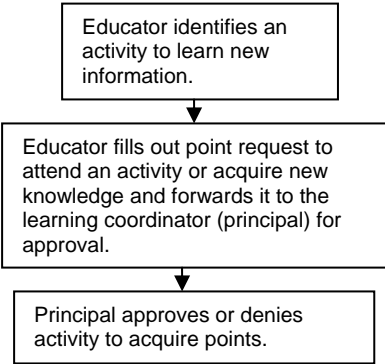 Educator identifies an
activity to learn new
information.
Educator fills out point request to
attend an activity or acquire new
knowledge and forwards it to the
learning coordinator (principal) for
approval.
Principal approves or denies
activity to acquire points.